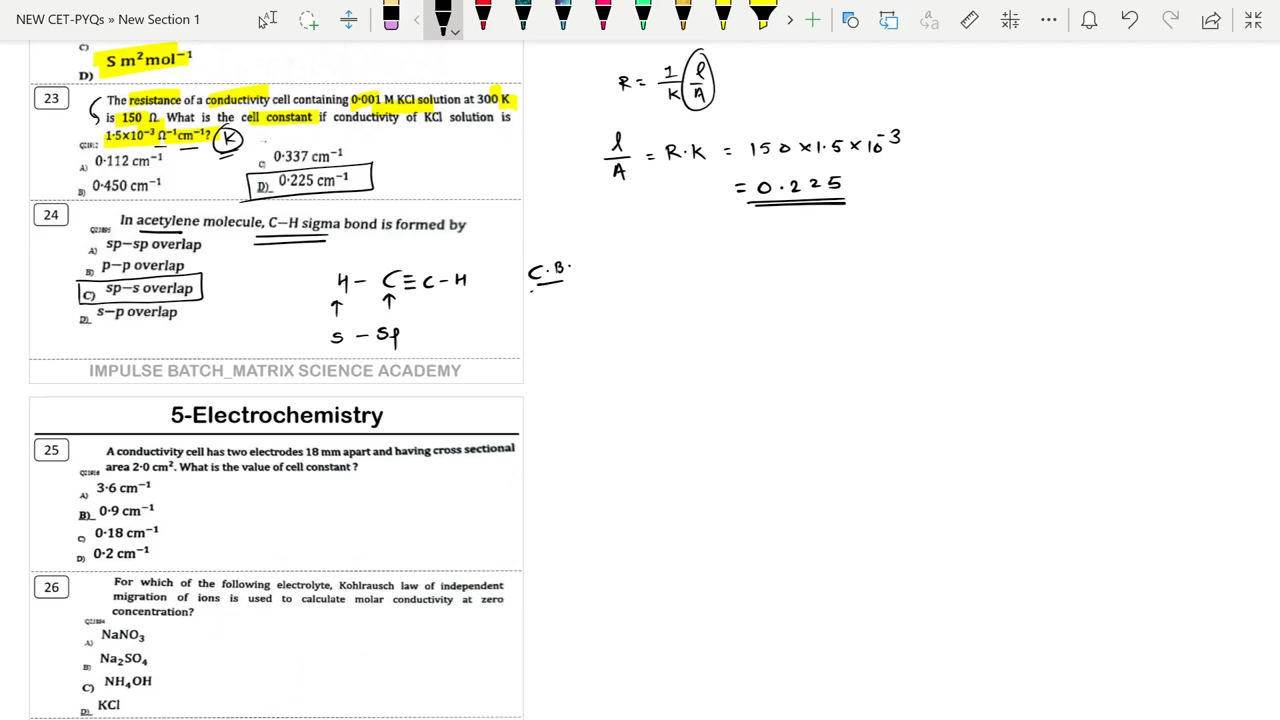 NEW CET-PYQs » New Section 1
C)
D) S m² mol⁻¹
23
The resistance of a conductivity cell containing 0·001 M KCl solution at 300 K
is 150 Ω. What is the cell constant if conductivity of KCl solution is
1·5×10⁻³ Ω⁻¹cm⁻¹? K
A) 0·112 cm⁻¹
C) 0·337 cm⁻¹
B) 0·450 cm⁻¹
D) 0·225 cm⁻¹
R = 1/K l/A
l/A = R.K = 150×1.5×10⁻³
= 0.225
24
In acetylene molecule, C–H sigma bond is formed by
A) sp–sp overlap
B) p–p overlap
C) sp–s overlap
D) s–p overlap
H – C ≡ C – H
↑ ↑
s – sp
C.B.
IMPULSE BATCH_MATRIX SCIENCE ACADEMY
5-Electrochemistry
25
A conductivity cell has two electrodes 18 mm apart and having cross sectional
area 2·0 cm². What is the value of cell constant ?
A) 3·6 cm⁻¹
B) 0·9 cm⁻¹
C) 0·18 cm⁻¹
D) 0·2 cm⁻¹
26
For which of the following electrolyte, Kohlrausch law of independent
migration of ions is used to calculate molar conductivity at zero
concentration?
A) NaNO₃
B) Na₂SO₄
C) NH₄OH
D) KCl